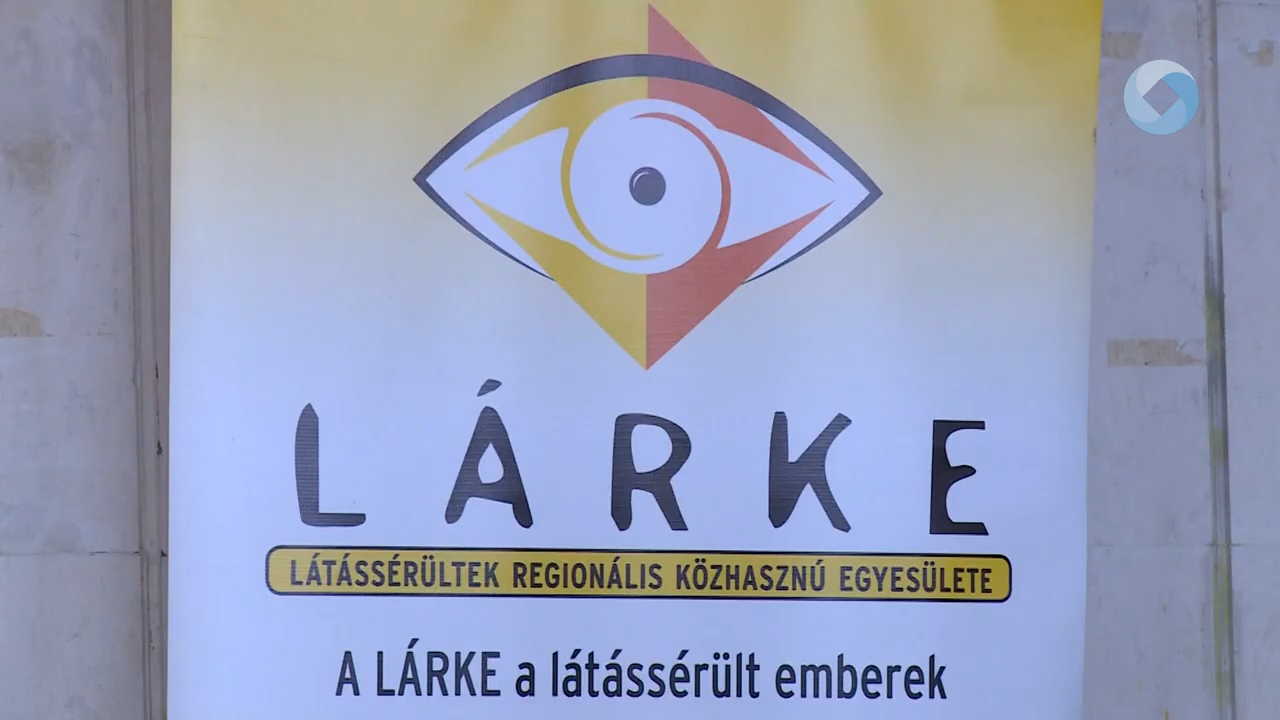 LÁRKE
LÁTÁSSÉRÜLTEK REGIONÁLIS KÖZHASZNÚ EGYESÜLETE
A LÁRKE a látássérült emberek